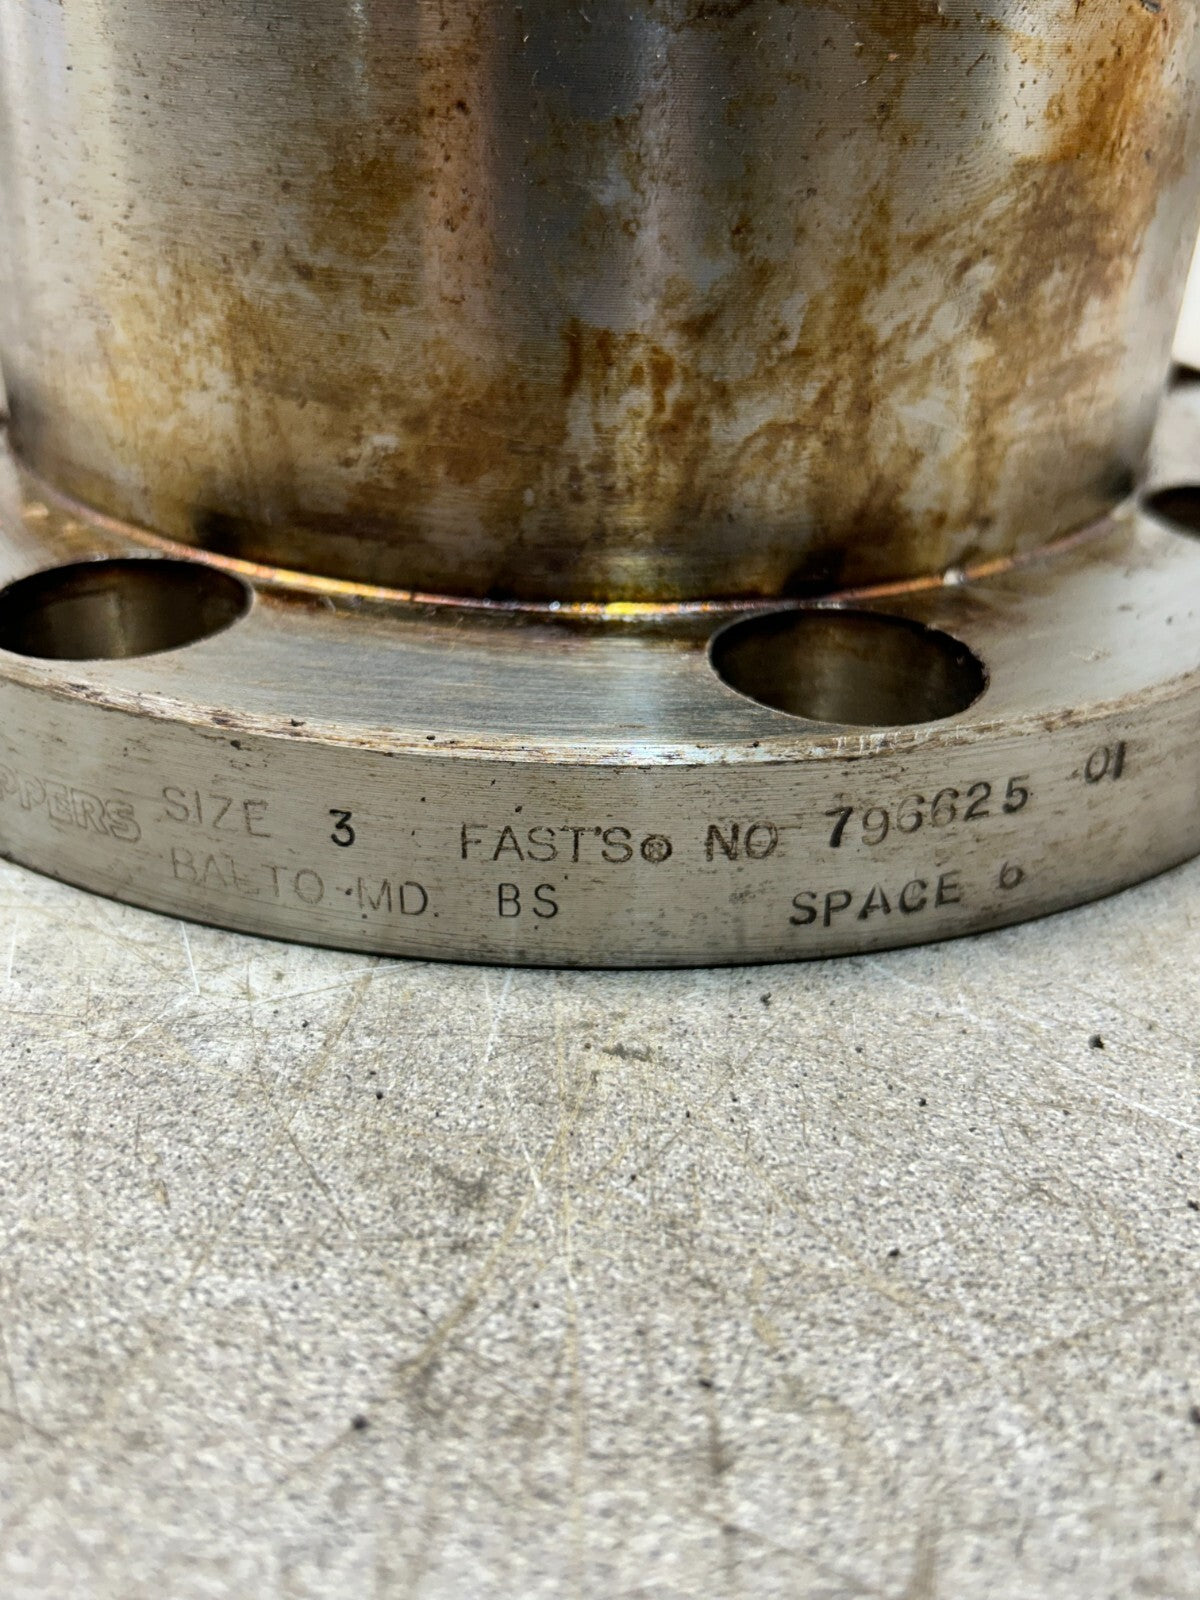 PPERS SIZE 3 FAST'S® NO 796625 01
BALTO. MD. BS SPACE 6